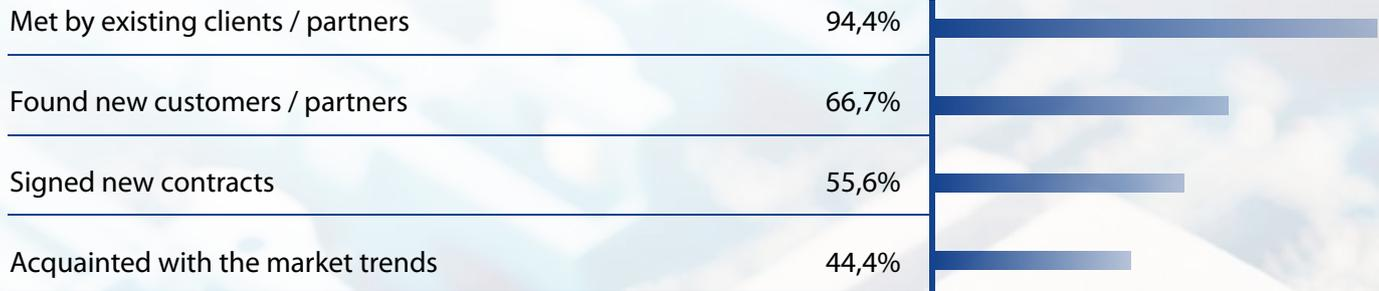 Met by existing clients / partners 94,4%
Found new customers / partners 66,7%
Signed new contracts 55,6%
Acquainted with the market trends 44,4%